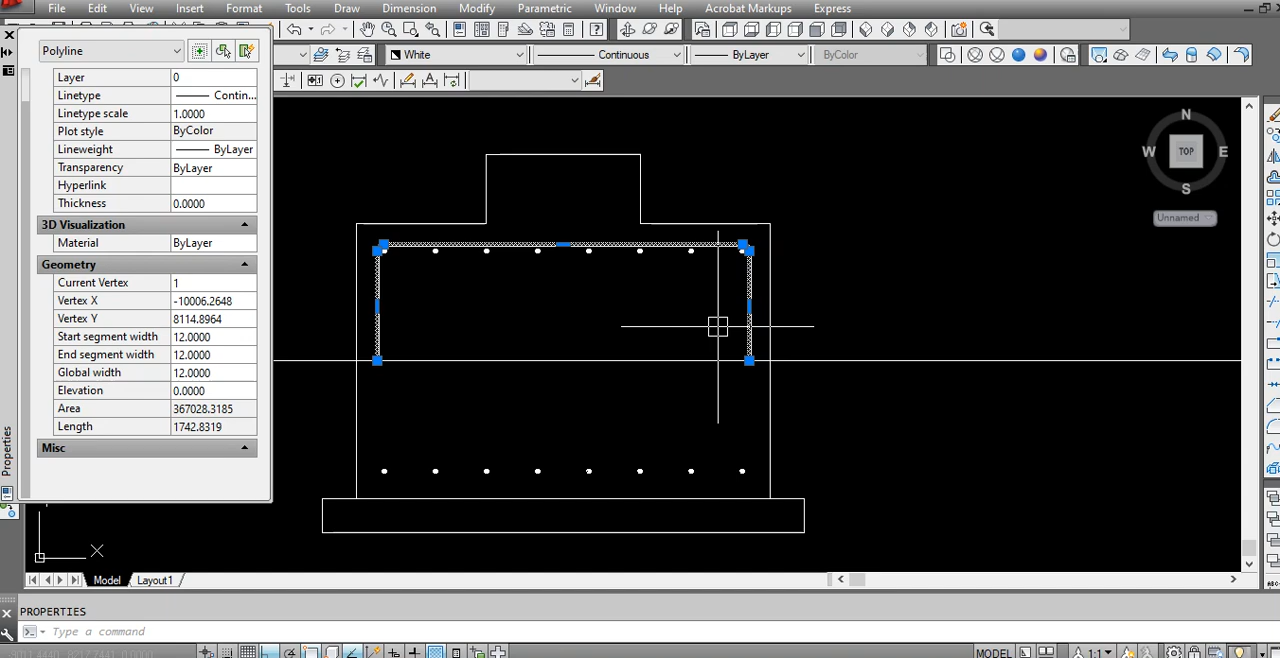 File Edit View Insert Format Tools Draw Dimension Modify Parametric Window Help Acrobat Markups Express
Polyline
White Continuous ByLayer ByColor
Layer 0
Linetype Contin...
Linetype scale 1.0000
Plot style ByColor
Lineweight ByLayer
Transparency ByLayer
Hyperlink
Thickness 0.0000
3D Visualization
Material ByLayer
Geometry
Current Vertex 1
Vertex X -10006.2648
Vertex Y 8114.8964
Start segment width 12.0000
End segment width 12.0000
Global width 12.0000
Elevation 0.0000
Area 367028.3185
Length 1742.8319
Misc
Properties
N
W TOP E
S
Unnamed
X
Model Layout1
PROPERTIES
Type a command
MODEL 1:1